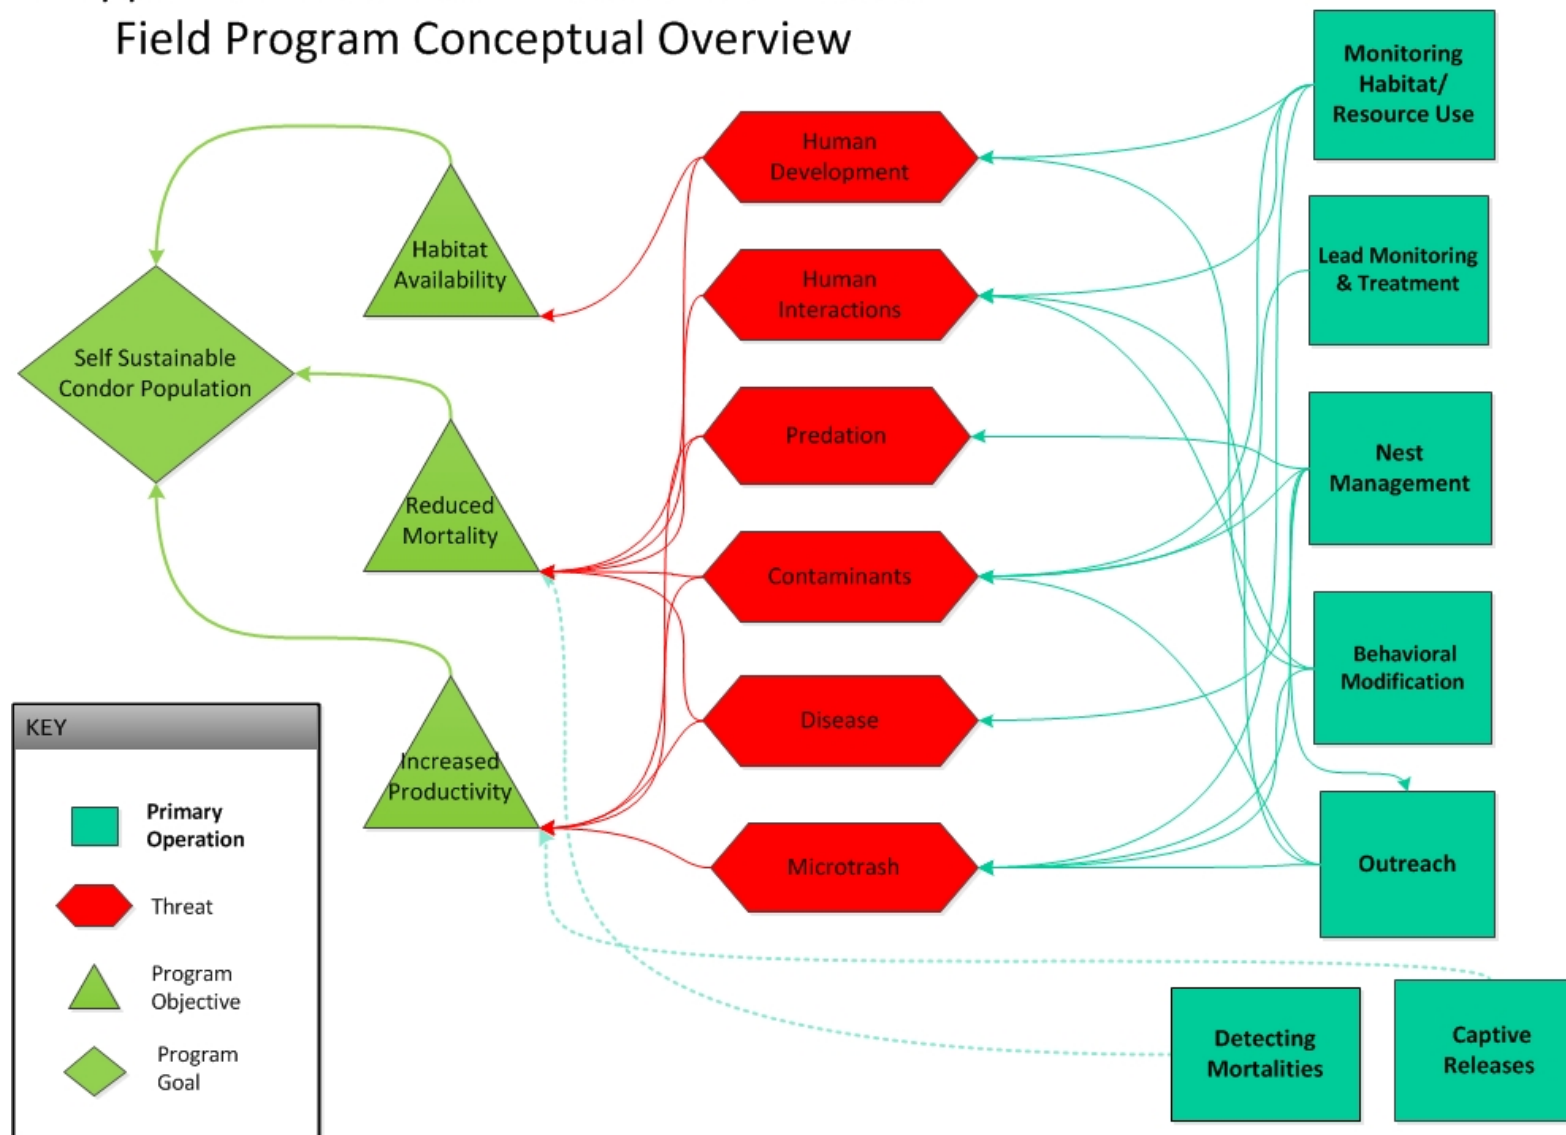 Field Program Conceptual Overview
Monitoring
Habitat/
Resource Use
Human
Development
Habitat
Availability
Lead Monitoring
& Treatment
Human
Interactions
Self Sustainable
Condor Population
Predation
Nest
Management
Reduced
Mortality
Contaminants
Behavioral
Modification
Disease
Increased
Productivity
Microtrash
Outreach
Detecting
Mortalities
Captive
Releases
KEY
Primary
Operation
Threat
Program
Objective
Program
Goal